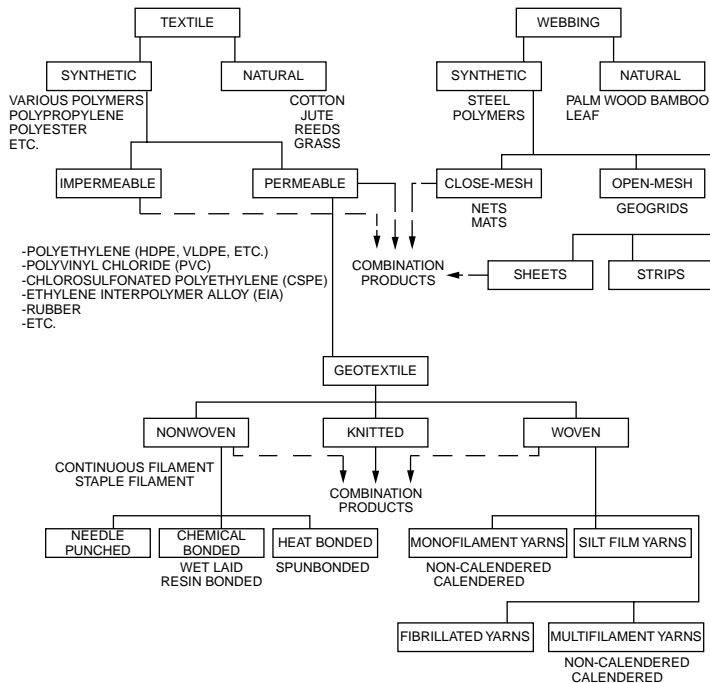 TEXTILE
WEBBING
SYNTHETIC
NATURAL
SYNTHETIC
NATURAL
VARIOUS POLYMERS
POLYPROPYLENE
POLYESTER
ETC.
COTTON
JUTE
REEDS
GRASS
STEEL
POLYMERS
PALM WOOD BAMBOO
LEAF
IMPERMEABLE
PERMEABLE
CLOSE-MESH
OPEN-MESH
NETS
MATS
GEOGRIDS
-POLYETHYLENE (HDPE, VLDPE, ETC.)
-POLYVINYL CHLORIDE (PVC)
-CHLOROSULFONATED POLYETHYLENE (CSPE)
-ETHYLENE INTERPOLYMER ALLOY (EIA)
-RUBBER
-ETC.
COMBINATION
PRODUCTS
SHEETS
STRIPS
GEOTEXTILE
NONWOVEN
KNITTED
WOVEN
CONTINUOUS FILAMENT
STAPLE FILAMENT
COMBINATION
PRODUCTS
NEEDLE
PUNCHED
CHEMICAL
BONDED
HEAT BONDED
MONOFILAMENT YARNS
SILT FILM YARNS
WET LAID
RESIN BONDED
SPUNBONDED
NON-CALENDERED
CALENDERED
FIBRILLATED YARNS
MULTIFILAMENT YARNS
NON-CALENDERED
CALENDERED